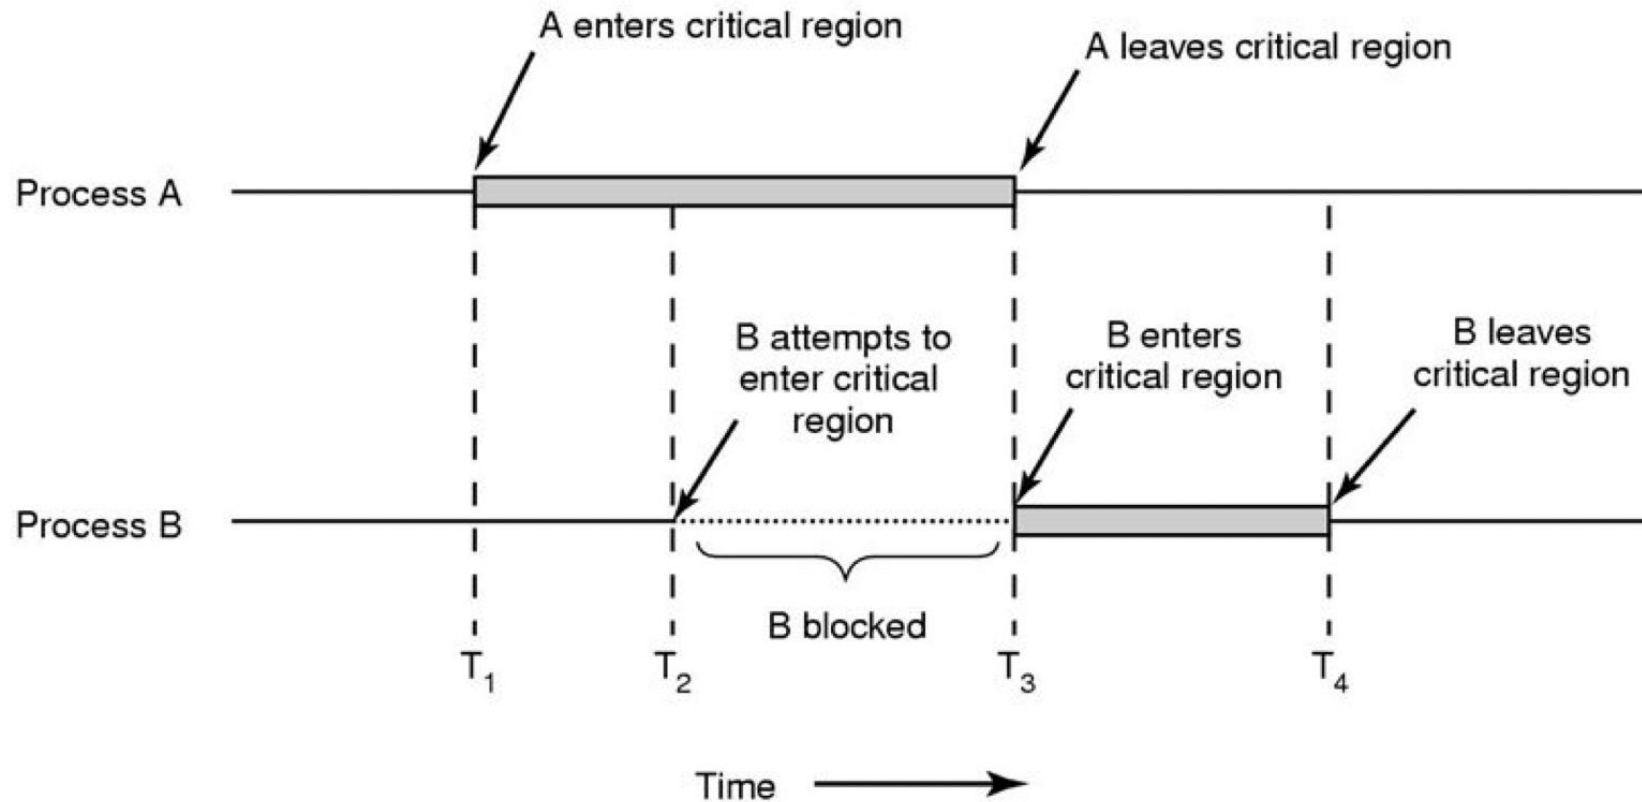 A enters critical region
A leaves critical region
Process A
B attempts to
enter critical
region
B enters
critical region
B leaves
critical region
Process B
B blocked
T1
T2
T3
T4
Time